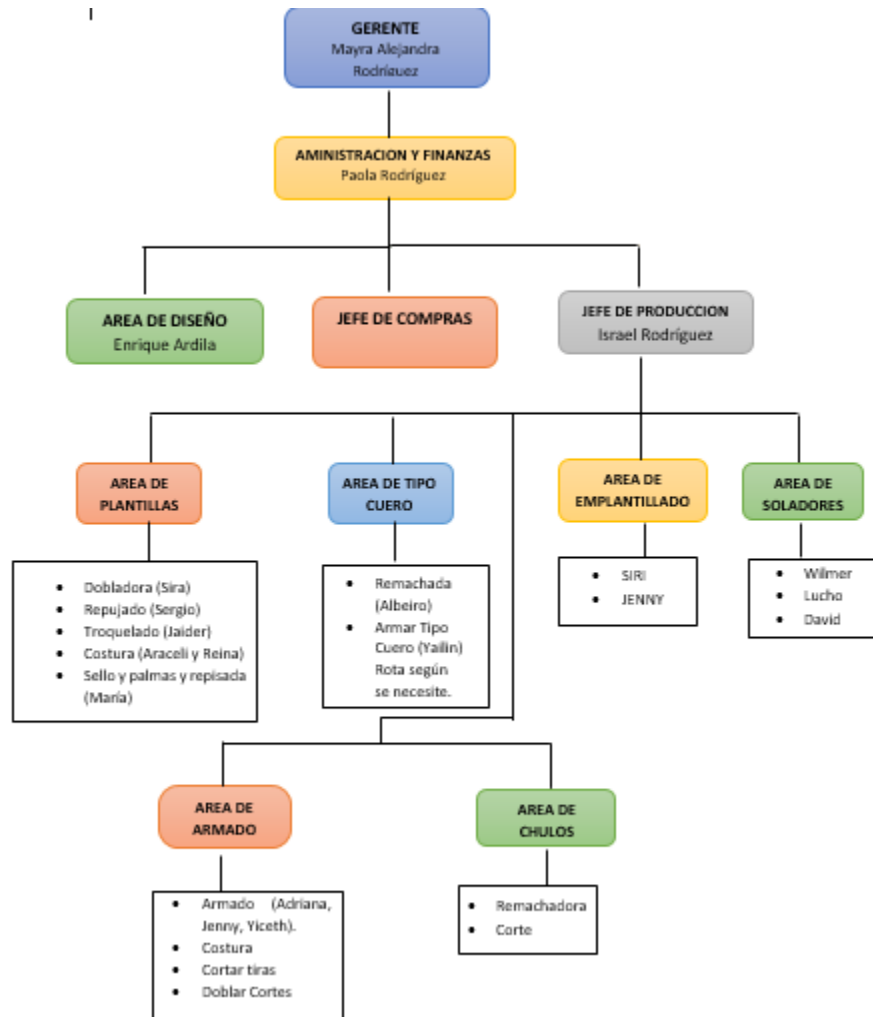 GERENTE
Mayra Alejandra
Rodríguez
AMINISTRACION Y FINANZAS
Paola Rodríguez
AREA DE DISEÑO
Enrique Ardila
JEFE DE COMPRAS
JEFE DE PRODUCCION
Israel Rodríguez
AREA DE
PLANTILLAS
AREA DE TIPO
CUERO
AREA DE
EMPLANTILLADO
AREA DE
SOLADORES
• Dobladora (Sira)
• Repujado (Sergio)
• Troquelado (Jaider)
• Costura (Araceli y Reina)
• Sello y palmas y repisada
(María)
• Remachada
(Albeiro)
• Armar Tipo
Cuero (Yailin)
Rota según
se necesite.
• SIRI
• JENNY
• Wilmer
• Lucho
• David
AREA DE
ARMADO
AREA DE
CHULOS
• Armado (Adriana,
Jenny, Yiceth).
• Costura
• Cortar tiras
• Doblar Cortes
• Remachadora
• Corte